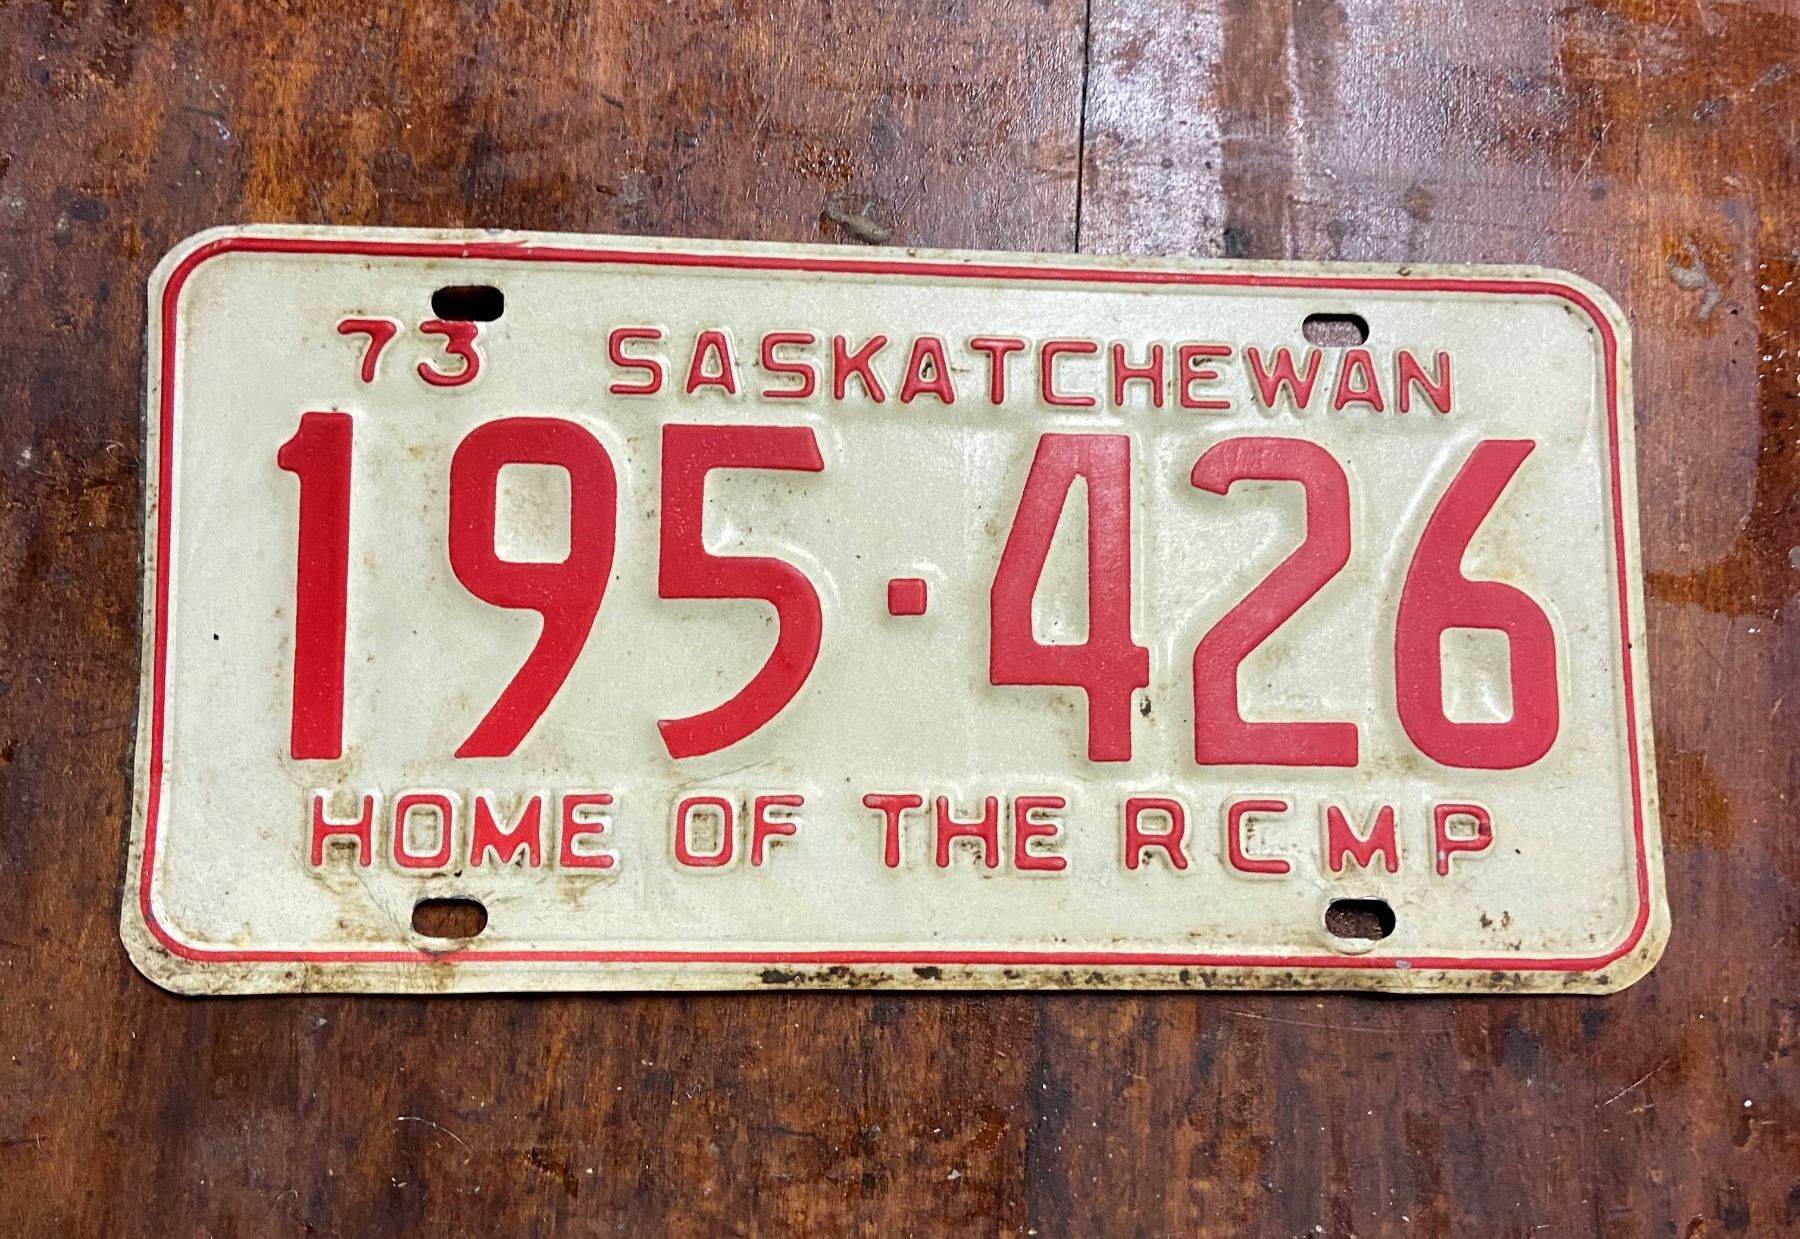 73 SASKATCHEWAN
195·426
HOME OF THE RCMP